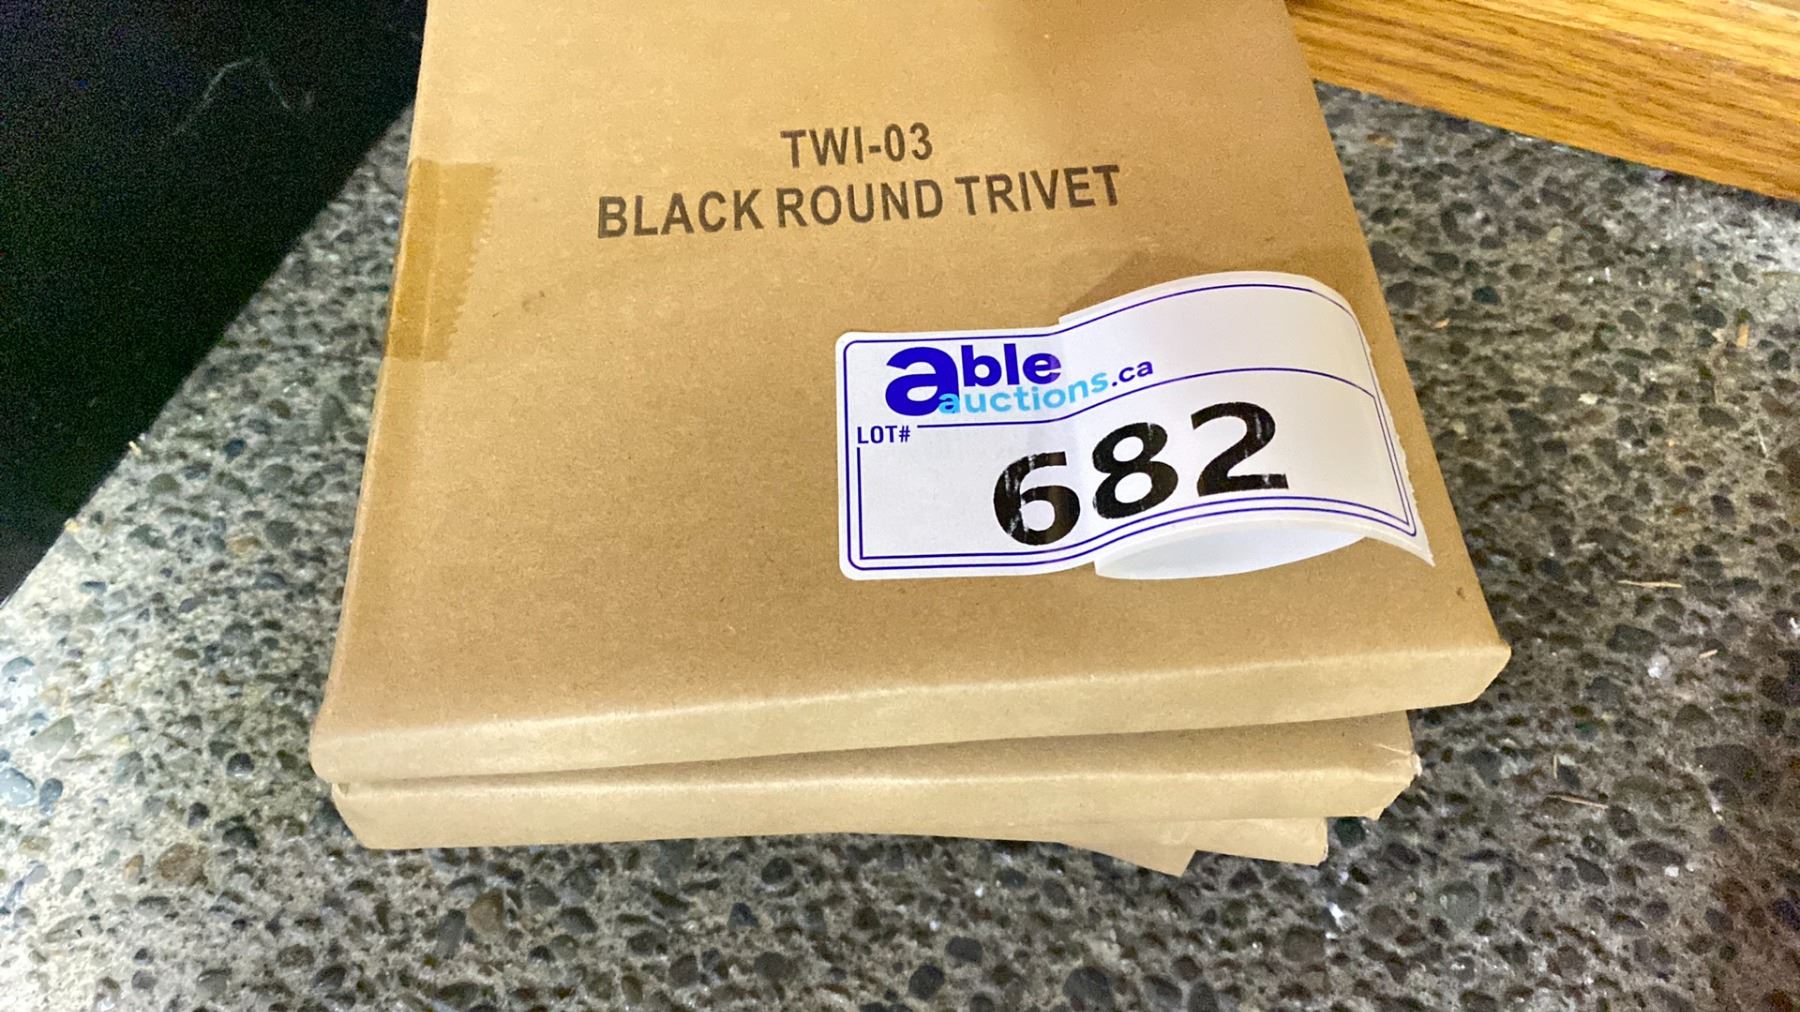 TWI-03
BLACK ROUND TRIVET
able
auctions.ca
LOT#
682